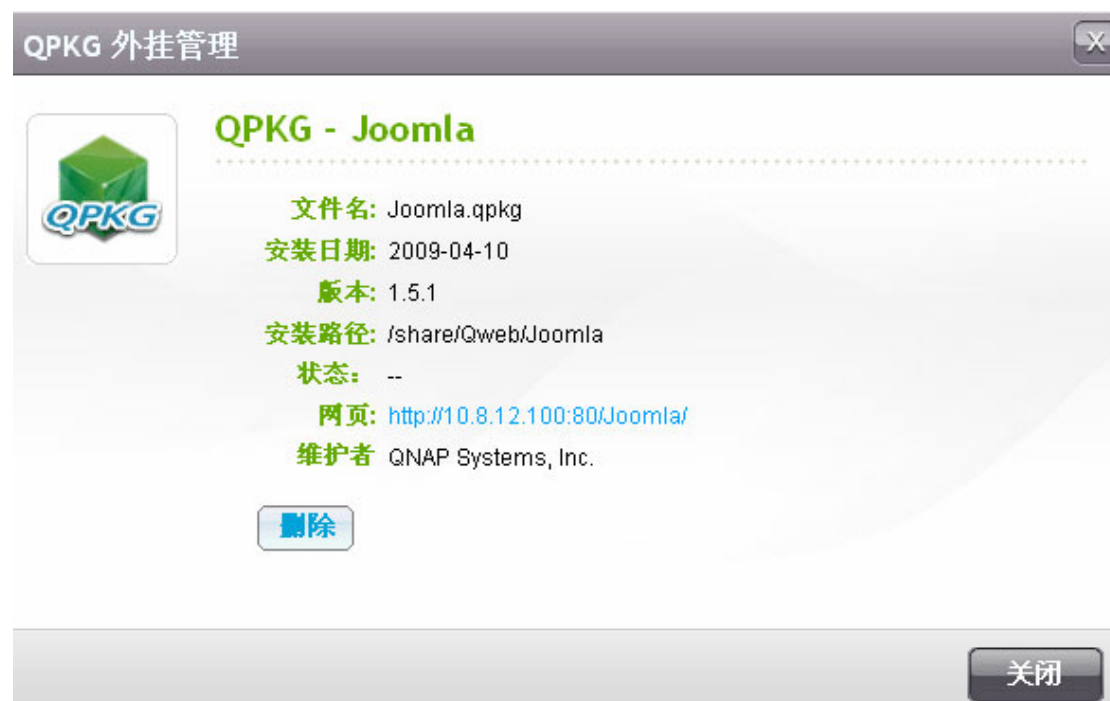 QPKG 外挂管理
X
QPKG - Joomla
QPKG
文件名: Joomla.qpkg
安装日期: 2009-04-10
版本: 1.5.1
安装路径: /share/Qweb/Joomla
状态： --
网页: http://10.8.12.100:80/Joomla/
维护者 QNAP Systems, Inc.
删除
关闭